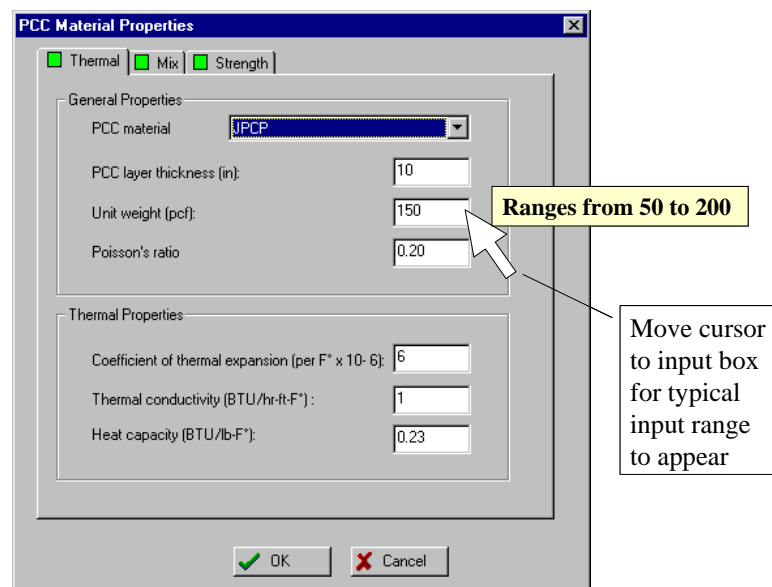 PCC Material Properties
Thermal Mix Strength
General Properties
PCC material JPCP
PCC layer thickness (in): 10
Unit weight (pcf): 150
Ranges from 50 to 200
Poisson's ratio 0.20
Thermal Properties
Coefficient of thermal expansion (per F° x 10- 6): 6
Thermal conductivity (BTU/hr-ft-F°) : 1
Heat capacity (BTU/lb-F°): 0.23
Move cursor
to input box
for typical
input range
to appear
OK Cancel